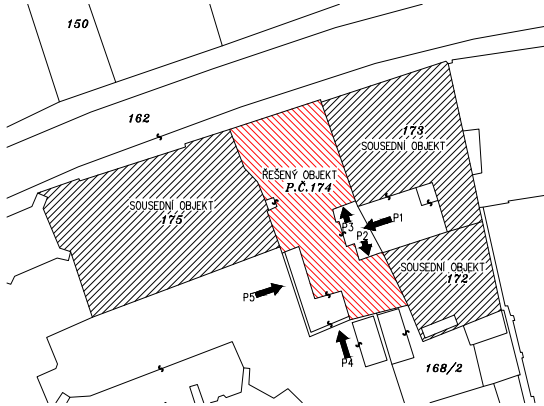 150
162
173
SOUSEDNÍ OBJEKT
ŘEŠENÝ OBJEKT
P.Č.174
SOUSEDNÍ OBJEKT
175
P1
P3
P2
SOUSEDNÍ OBJEKT
172
P5
P4
168/2